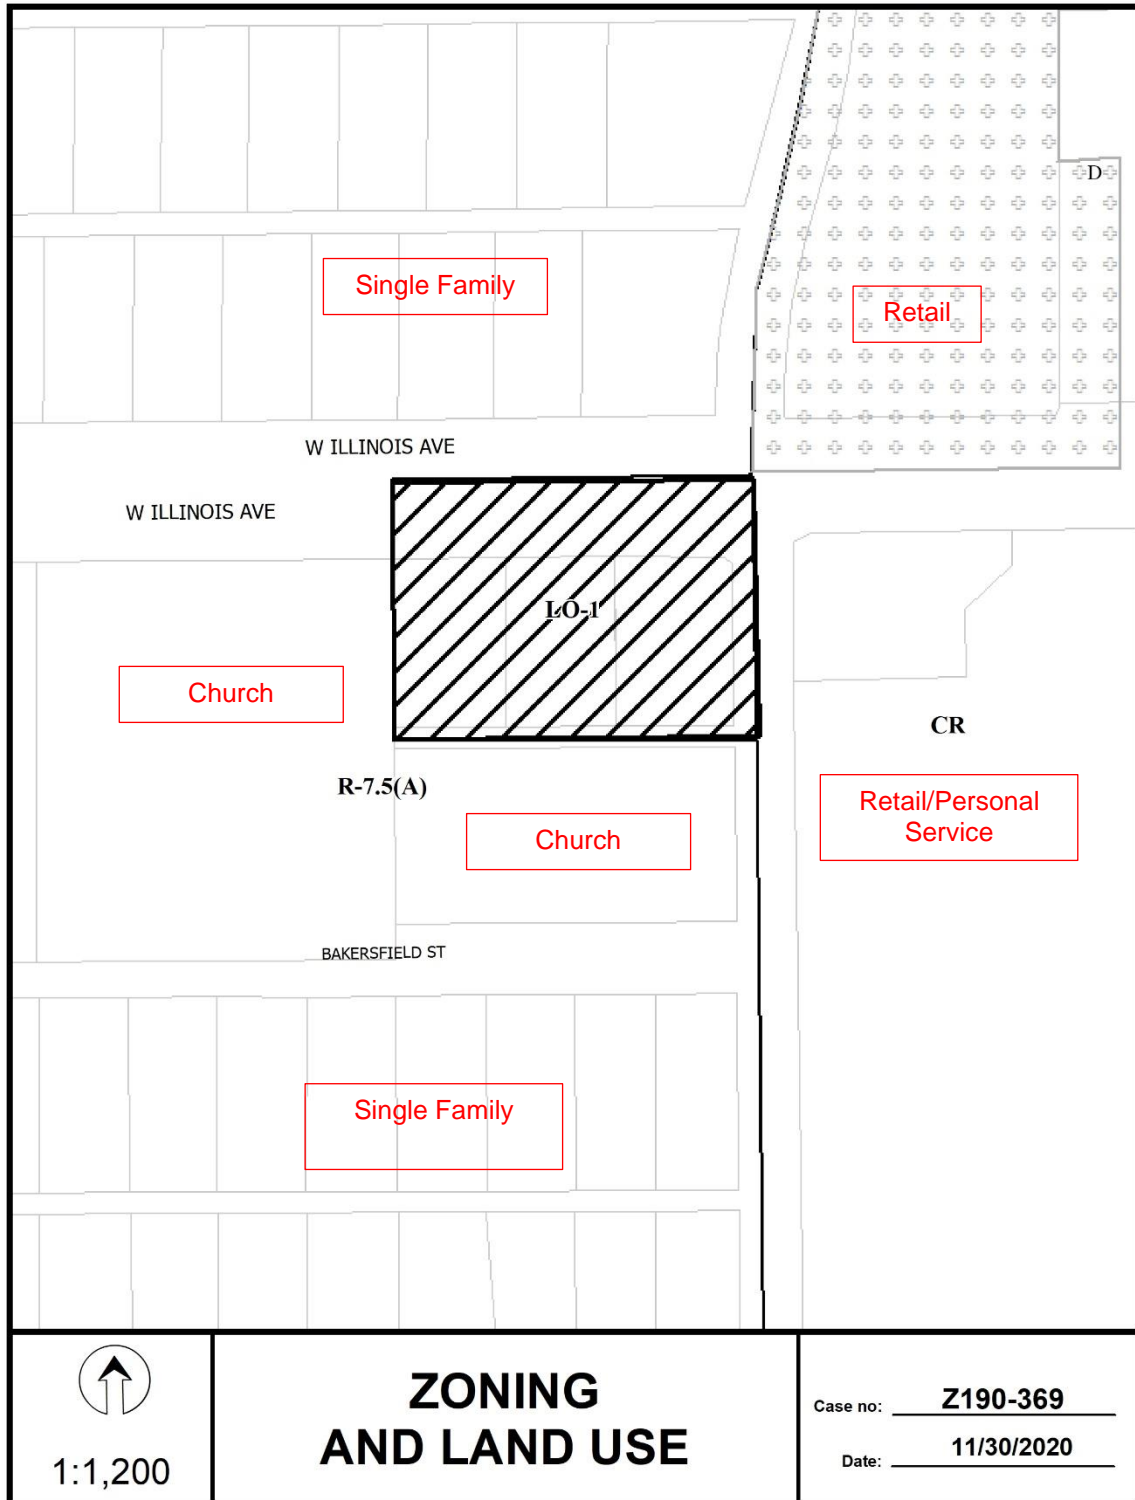 D
Single Family
Retail
W ILLINOIS AVE
W ILLINOIS AVE
LO-1
Church
CR
R-7.5(A)
Retail/Personal
Service
Church
BAKERSFIELD ST
Single Family
1:1,200
ZONING
AND LAND USE
Case no: Z190-369
Date: 11/30/2020